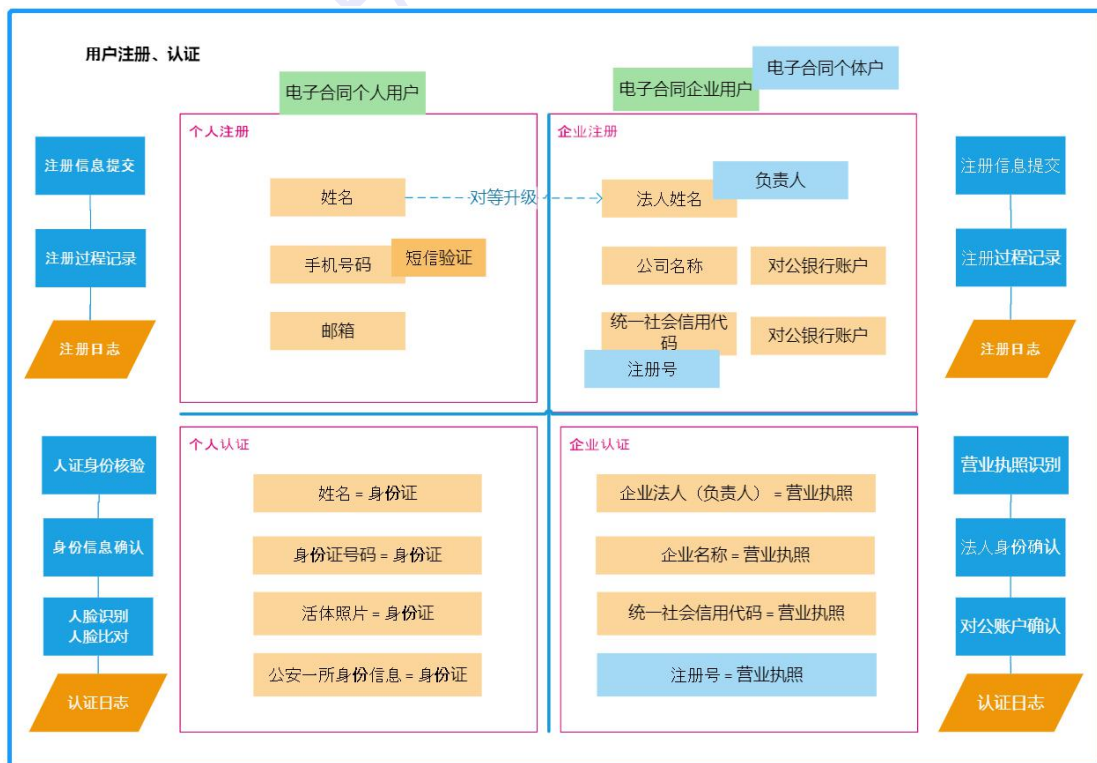 用户注册、认证
电子合同个人用户
电子合同企业用户
电子合同个体户
注册信息提交
注册过程记录
注册日志
个人注册
姓名
对等升级
手机号码
短信验证
邮箱
企业注册
法人姓名
负责人
公司名称
对公银行账户
统一社会信用代
码
对公银行账户
注册号
注册信息提交
注册过程记录
注册日志
人证身份核验
身份信息确认
人脸识别
人脸比对
认证日志
个人认证
姓名 = 身份证
身份证号码 = 身份证
活体照片 = 身份证
公安一所身份信息 = 身份证
企业认证
企业法人（负责人） = 营业执照
企业名称 = 营业执照
统一社会信用代码 = 营业执照
注册号 = 营业执照
营业执照识别
法人身份确认
对公账户确认
认证日志